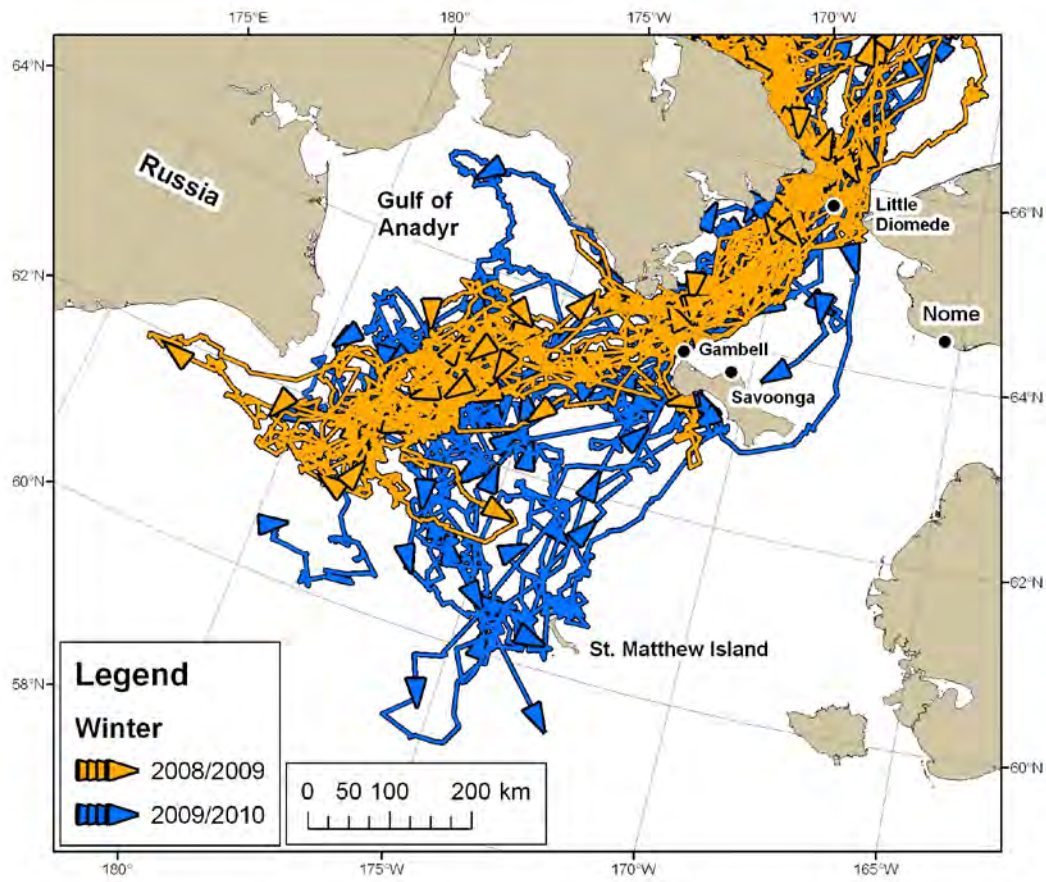 175°E
180°
175°W
170°W
64°N
Russia
Gulf of
Anadyr
Little
Diomede
66°N
62°N
Nome
Gambell
Savoonga
64°N
60°N
62°N
St. Matthew Island
58°N
Legend
Winter
2008/2009
2009/2010
0 50 100 200 km
60°N
180°
175°W
170°W
165°W